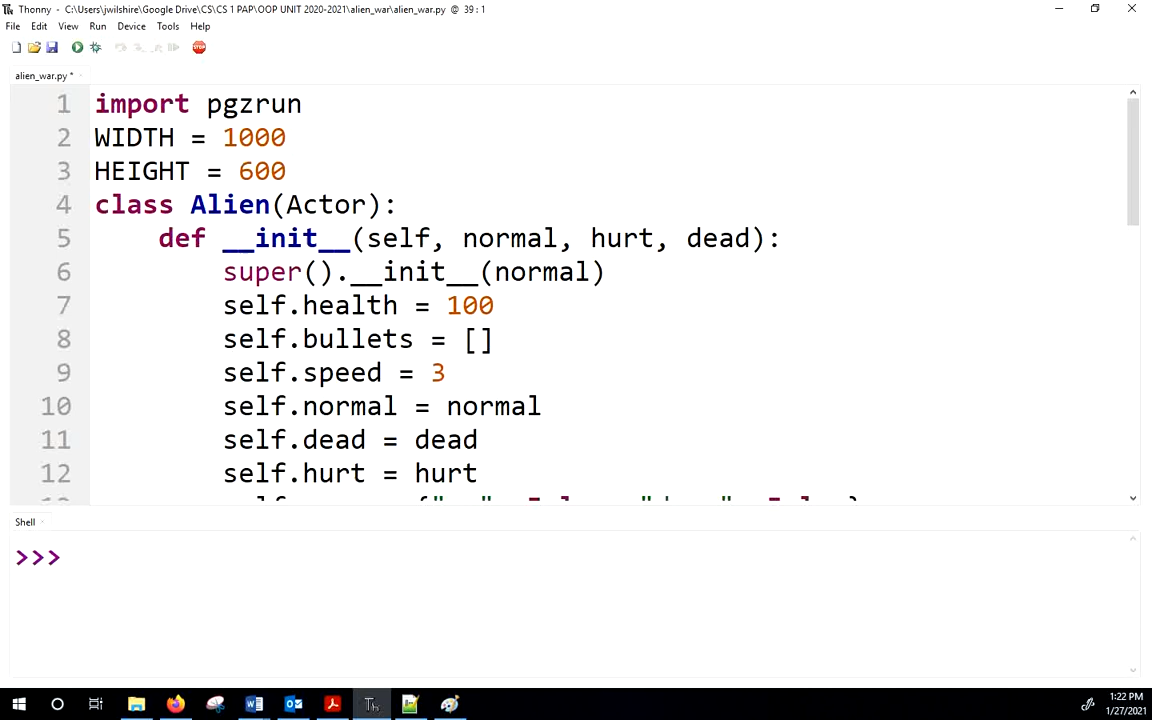 Thonny - C:\Users\jwilshire\Google Drive\CS\CS 1 PAP\OOP UNIT 2020-2021\alien_war\alien_war.py @ 39 : 1
File Edit View Run Device Tools Help
STOP
alien_war.py *
1 import pgzrun
2 WIDTH = 1000
3 HEIGHT = 600
4 class Alien(Actor):
5     def __init__(self, normal, hurt, dead):
6         super().__init__(normal)
7         self.health = 100
8         self.bullets = []
9         self.speed = 3
10         self.normal = normal
11         self.dead = dead
12         self.hurt = hurt
Shell
>>>
1:22 PM
1/27/2021